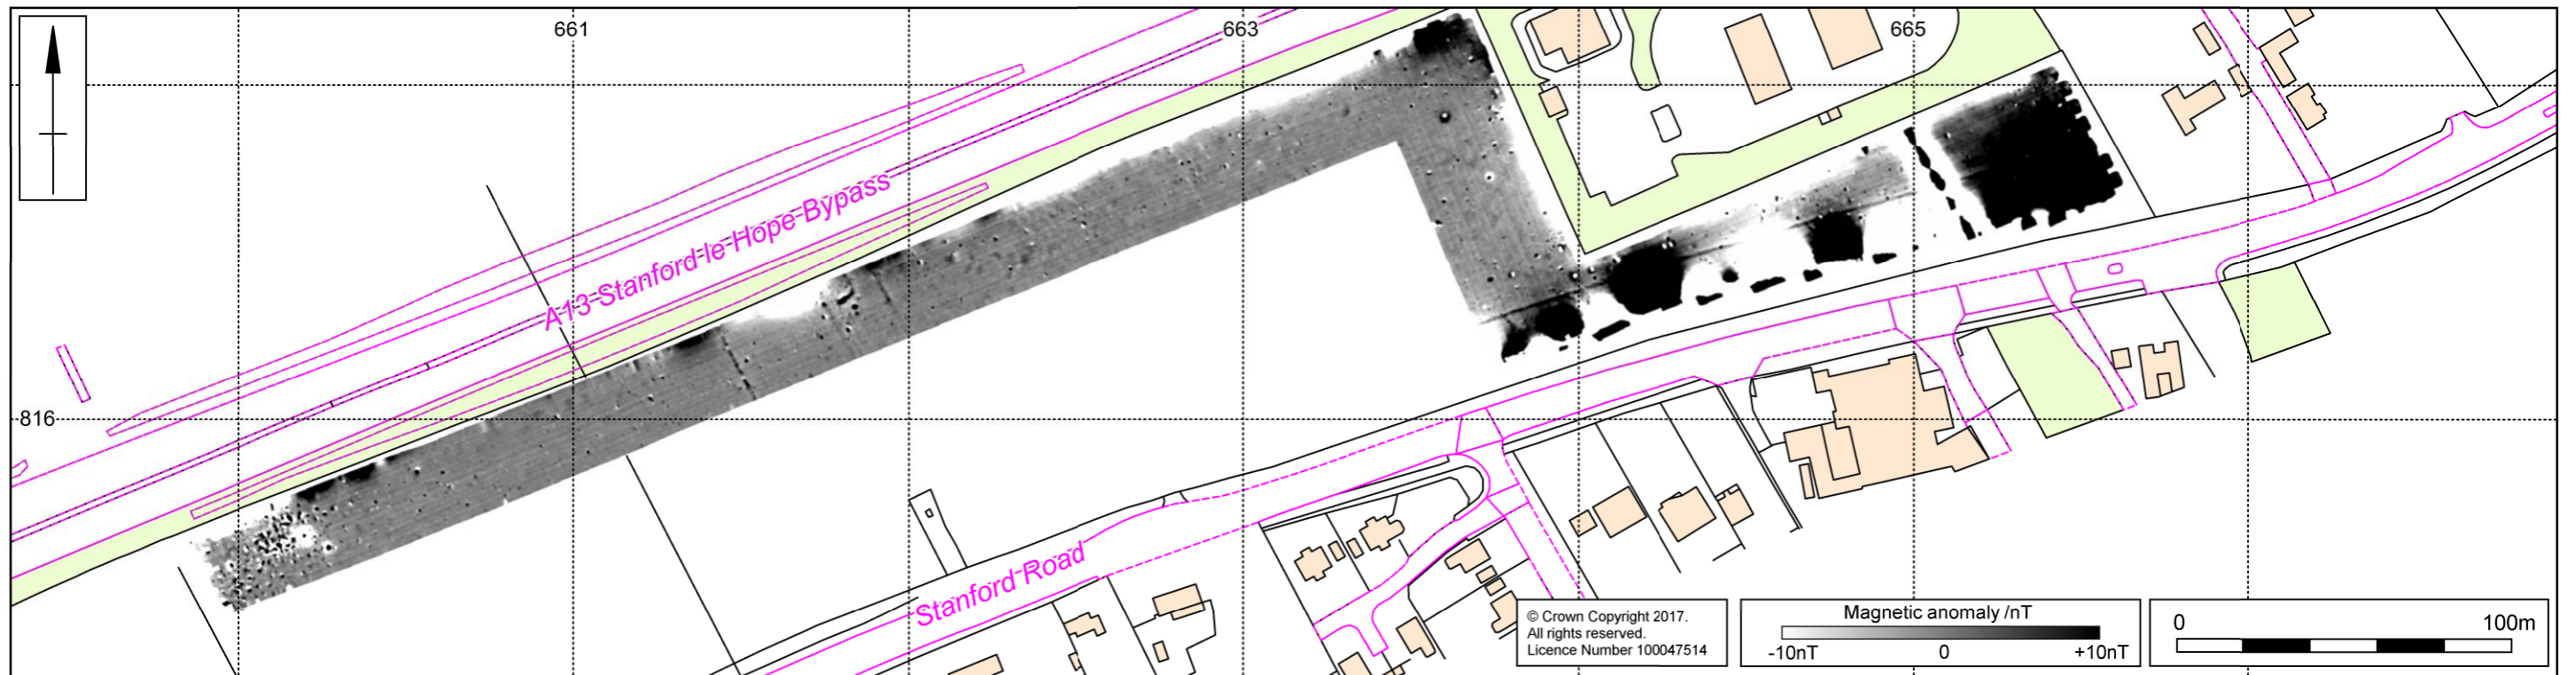 661
663
665
A13 Stanford le Hope Bypass
816
Stanford Road
© Crown Copyright 2017.
All rights reserved.
Licence Number 100047514
Magnetic anomaly /nT
-10nT 0 +10nT
0 100m